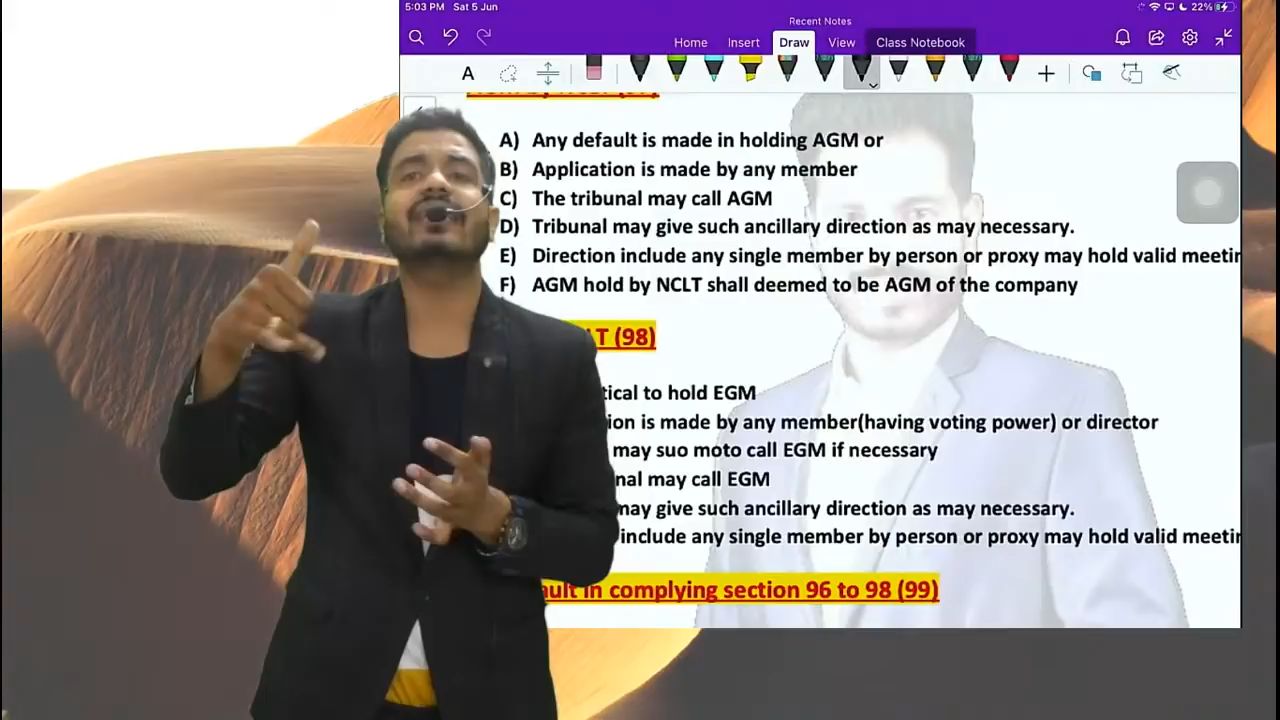 5:03 PM Sat 5 Jun
22%
Recent Notes
Home Insert Draw View Class Notebook
A
A) Any default is made in holding AGM or
B) Application is made by any member
C) The tribunal may call AGM
D) Tribunal may give such ancillary direction as may necessary.
E) Direction include any single member by person or proxy may hold valid meetin
F) AGM hold by NCLT shall deemed to be AGM of the company
LT (98)
tical to hold EGM
ion is made by any member(having voting power) or director
may suo moto call EGM if necessary
nal may call EGM
may give such ancillary direction as may necessary.
include any single member by person or proxy may hold valid meetin
ault in complying section 96 to 98 (99)